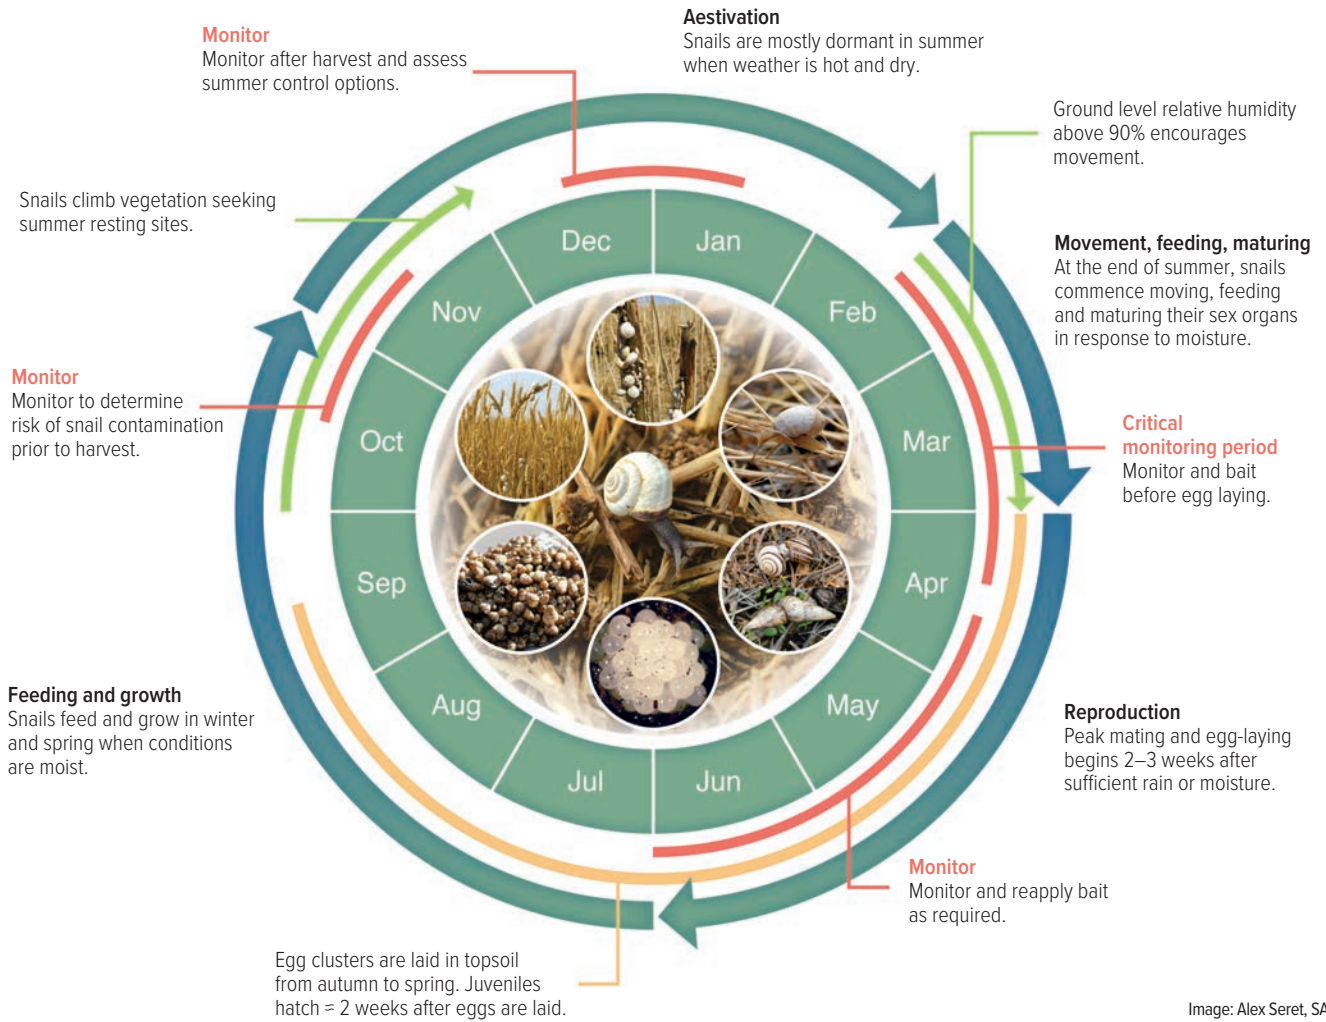 Aestivation
Snails are mostly dormant in summer
when weather is hot and dry.
Monitor
Monitor after harvest and assess
summer control options.
Ground level relative humidity
above 90% encourages
movement.
Snails climb vegetation seeking
summer resting sites.
Movement, feeding, maturing
At the end of summer, snails
commence moving, feeding
and maturing their sex organs
in response to moisture.
Monitor
Monitor to determine
risk of snail contamination
prior to harvest.
Critical
monitoring period
Monitor and bait
before egg laying.
Dec
Jan
Nov
Feb
Oct
Mar
Sep
Apr
Aug
May
Jul
Jun
Feeding and growth
Snails feed and grow in winter
and spring when conditions
are moist.
Reproduction
Peak mating and egg-laying
begins 2–3 weeks after
sufficient rain or moisture.
Monitor
Monitor and reapply bait
as required.
Egg clusters are laid in topsoil
from autumn to spring. Juveniles
hatch ≈ 2 weeks after eggs are laid.
Image: Alex Seret, SA